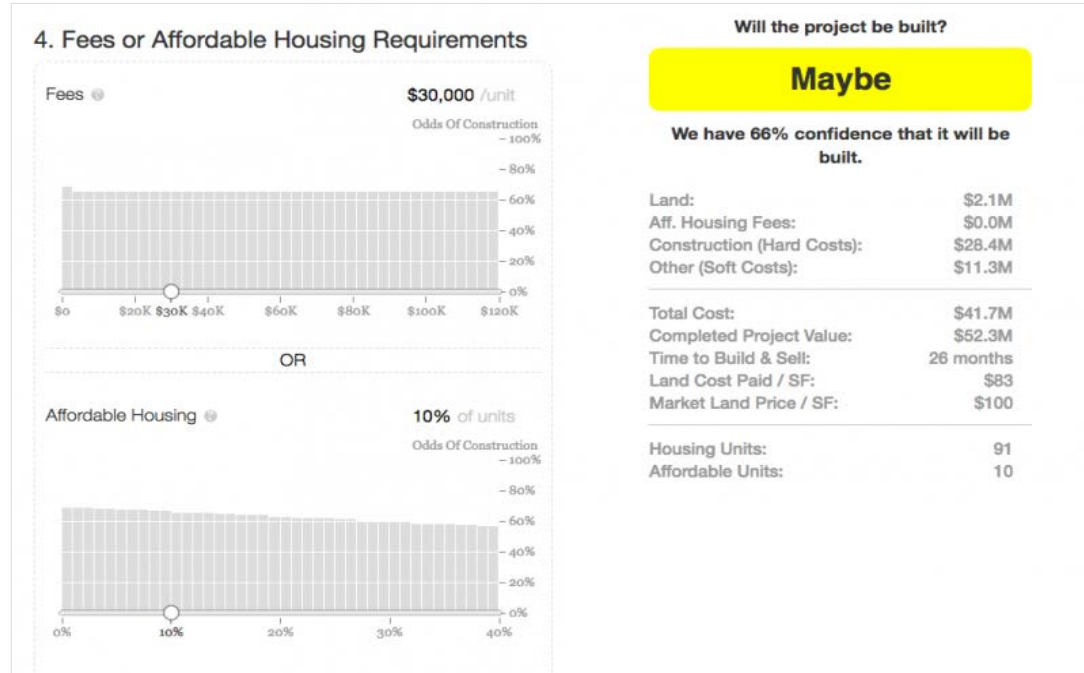 4. Fees or Affordable Housing Requirements
Fees
$30,000 /unit
Odds Of Construction
100%
80%
60%
40%
20%
0%
$0 $20K $30K $40K $60K $80K $100K $120K
OR
Affordable Housing
10% of units
Odds Of Construction
100%
80%
60%
40%
20%
0%
0% 10% 20% 30% 40%
Will the project be built?
Maybe
We have 66% confidence that it will be
built.
Land: $2.1M
Aff. Housing Fees: $0.0M
Construction (Hard Costs): $28.4M
Other (Soft Costs): $11.3M
Total Cost: $41.7M
Completed Project Value: $52.3M
Time to Build & Sell: 26 months
Land Cost Paid / SF: $83
Market Land Price / SF: $100
Housing Units: 91
Affordable Units: 10